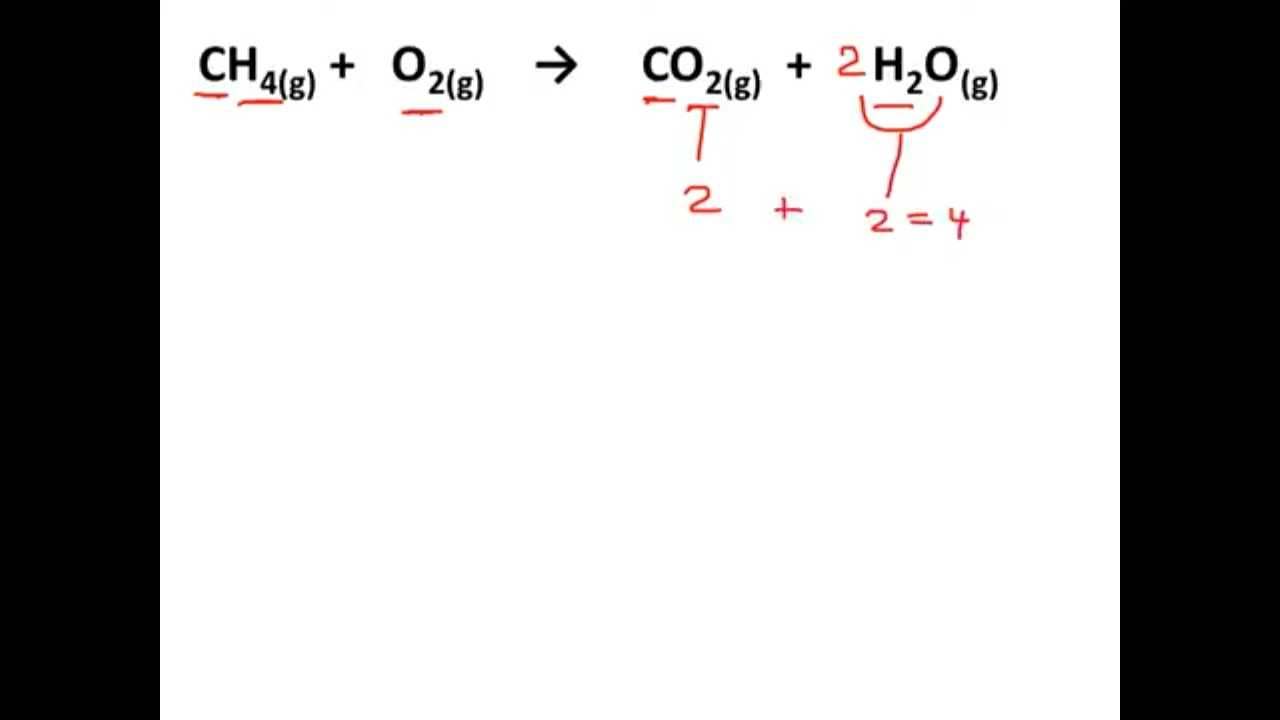 CH₄(g) + O₂(g) → CO₂(g) + 2H₂O(g)
2 + 2 = 4